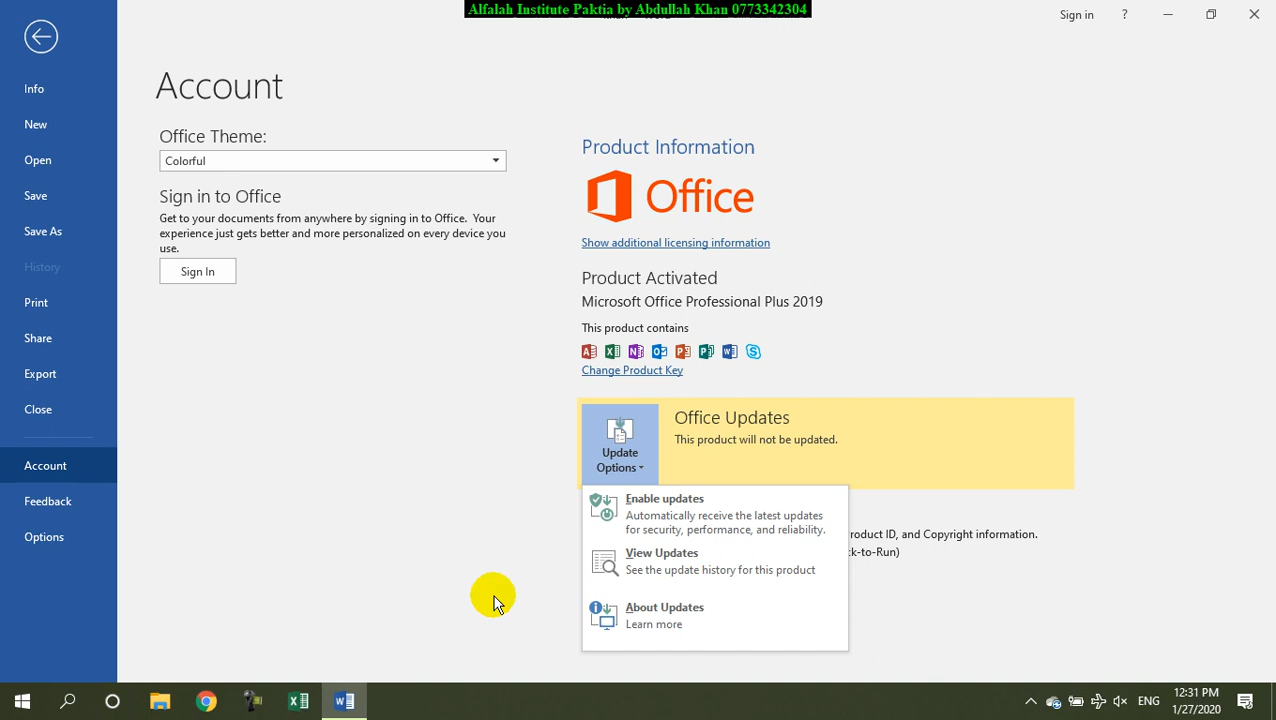 Alfalah Institute Paktia by Abdullah Khan 0773342304
Sign in
?
Account
Info
New
Open
Save
Save As
History
Print
Share
Export
Close
Account
Feedback
Options
Office Theme:
Colorful
Sign in to Office
Get to your documents from anywhere by signing in to Office. Your
experience just gets better and more personalized on every device you
use.
Sign In
Product Information
Office
Show additional licensing information
Product Activated
Microsoft Office Professional Plus 2019
This product contains
Change Product Key
Update
Options
Office Updates
This product will not be updated.
Enable updates
Automatically receive the latest updates
for security, performance, and reliability.
View Updates
See the update history for this product
About Updates
Learn more
roduct ID, and Copyright information.
ck-to-Run)
ENG
12:31 PM
1/27/2020